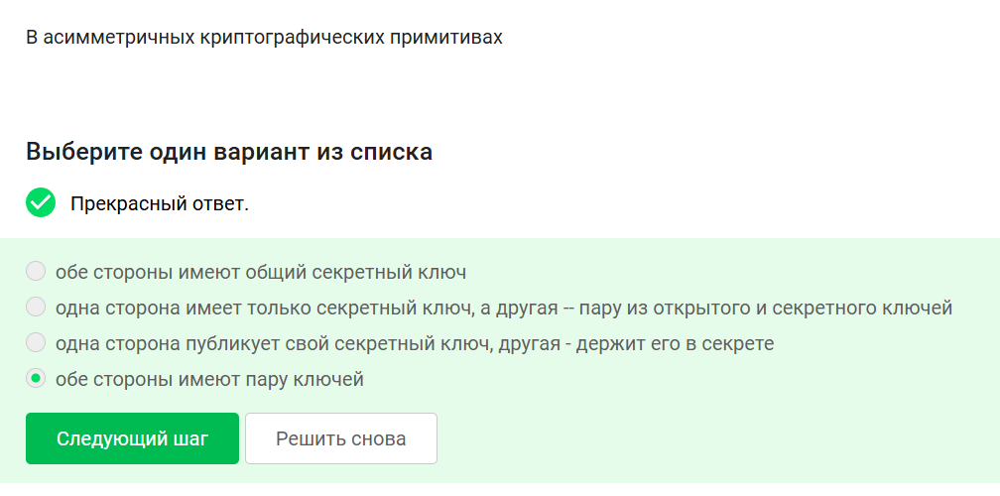 В асимметричных криптографических примитивах
Выберите один вариант из списка
Прекрасный ответ.
обе стороны имеют общий секретный ключ
одна сторона имеет только секретный ключ, а другая -- пару из открытого и секретного ключей
одна сторона публикует свой секретный ключ, другая - держит его в секрете
обе стороны имеют пару ключей
Следующий шаг
Решить снова